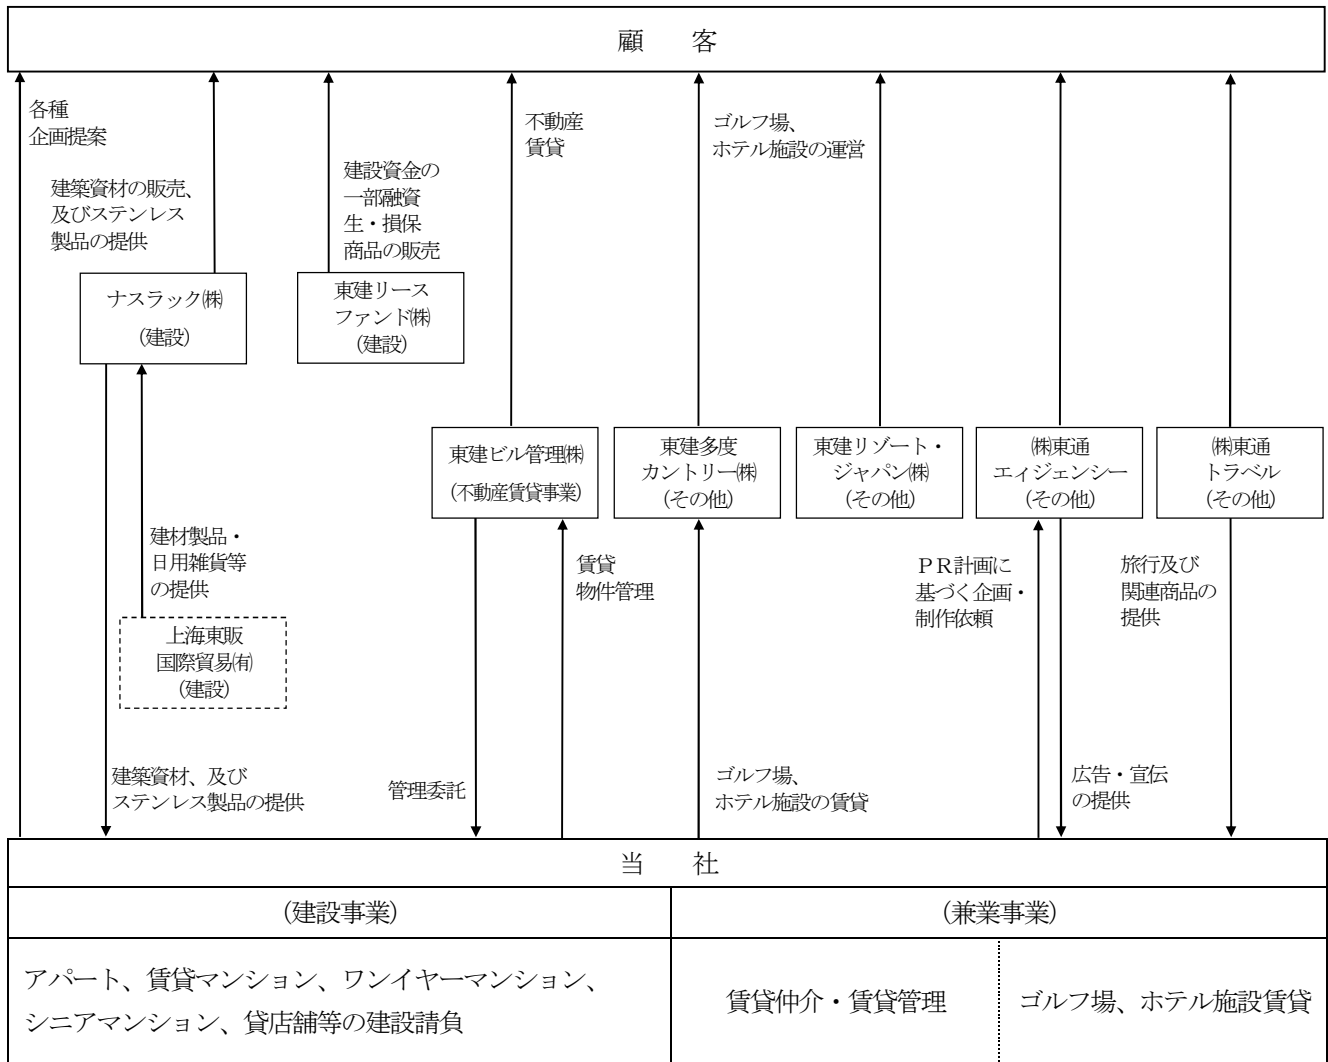 顧　客
各種
企画提案
不動産
賃貸
ゴルフ場、
ホテル施設の運営
建設資金の
一部融資
生・損保
商品の販売
建築資材の販売、
及びステンレス
製品の提供
ナスラック㈱
（建設）
東建リース
ファンド㈱
（建設）
東建ビル管理㈱
（不動産賃貸事業）
東建多度
カントリー㈱
（その他）
東建リゾート・
ジャパン㈱
（その他）
㈱東通
エィジェンシー
（その他）
㈱東通
トラベル
（その他）
建材製品・
日用雑貨等
の提供
賃貸
物件管理
ＰＲ計画に
基づく企画・
制作依頼
旅行及び
関連商品の
提供
上海東販
国際貿易㈲
（建設）
建築資材、及び
ステンレス製品の提供
管理委託
ゴルフ場、
ホテル施設の賃貸
広告・宣伝
の提供
当　社
（建設事業）
（兼業事業）
アパート、賃貸マンション、ワンイヤーマンション、
シニアマンション、貸店舗等の建設請負
賃貸仲介・賃貸管理
ゴルフ場、ホテル施設賃貸